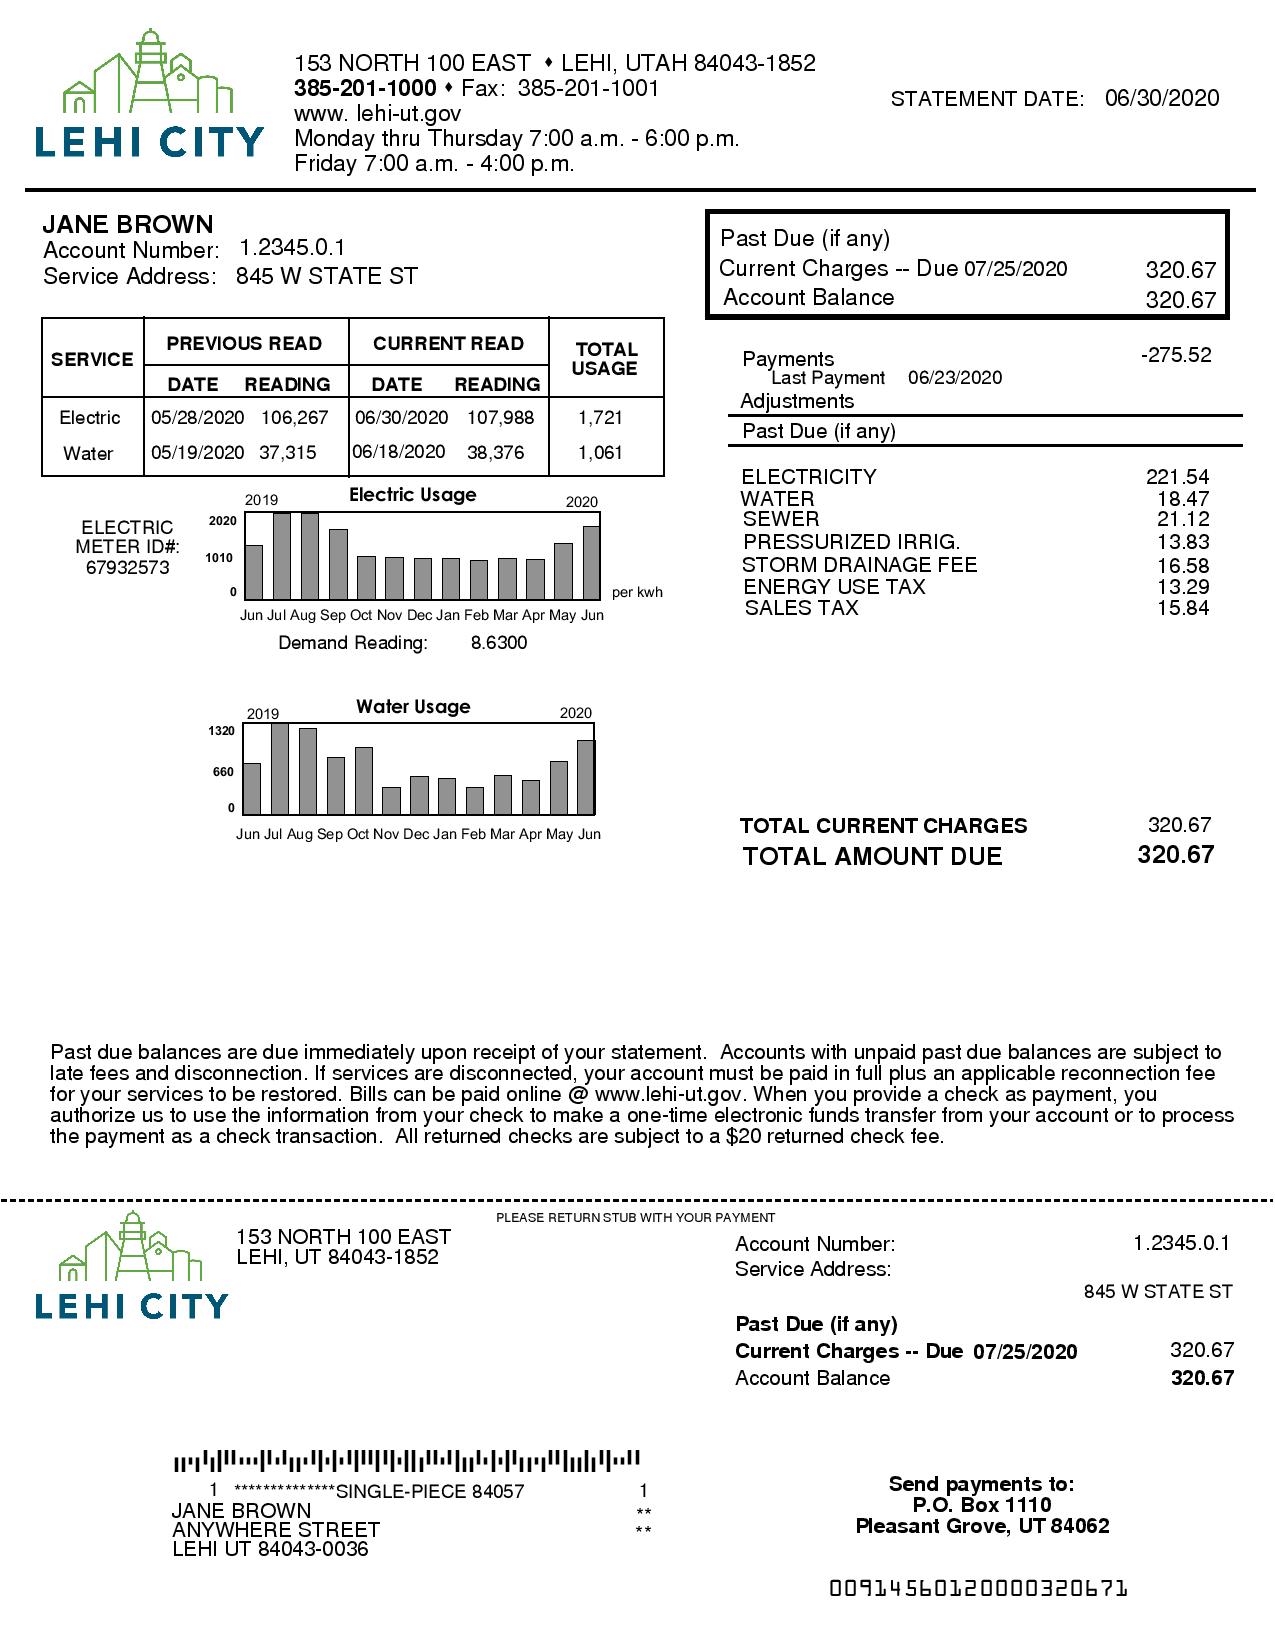 LEHI CITY
153 NORTH 100 EAST ♦ LEHI, UTAH 84043-1852
385-201-1000 ♦ Fax: 385-201-1001
www. lehi-ut.gov
Monday thru Thursday 7:00 a.m. - 6:00 p.m.
Friday 7:00 a.m. - 4:00 p.m.
STATEMENT DATE: 06/30/2020
JANE BROWN
Account Number: 1.2345.0.1
Service Address: 845 W STATE ST
Past Due (if any)
Current Charges -- Due 07/25/2020 320.67
Account Balance 320.67
SERVICE PREVIOUS READ CURRENT READ TOTAL USAGE
DATE READING DATE READING
Electric 05/28/2020 106,267 06/30/2020 107,988 1,721
Water 05/19/2020 37,315 06/18/2020 38,376 1,061
Payments -275.52
Last Payment 06/23/2020
Adjustments
Past Due (if any)
ELECTRICITY 221.54
WATER 18.47
SEWER 21.12
PRESSURIZED IRRIG. 13.83
STORM DRAINAGE FEE 16.58
ENERGY USE TAX 13.29
SALES TAX 15.84
ELECTRIC
METER ID#:
67932573
2019 Electric Usage 2020
2020
1010
0
per kwh
Jun Jul Aug Sep Oct Nov Dec Jan Feb Mar Apr May Jun
Demand Reading: 8.6300
2019 Water Usage 2020
1320
660
0
Jun Jul Aug Sep Oct Nov Dec Jan Feb Mar Apr May Jun
TOTAL CURRENT CHARGES 320.67
TOTAL AMOUNT DUE 320.67
Past due balances are due immediately upon receipt of your statement. Accounts with unpaid past due balances are subject to
late fees and disconnection. If services are disconnected, your account must be paid in full plus an applicable reconnection fee
for your services to be restored. Bills can be paid online @ www.lehi-ut.gov. When you provide a check as payment, you
authorize us to use the information from your check to make a one-time electronic funds transfer from your account or to process
the payment as a check transaction. All returned checks are subject to a $20 returned check fee.
PLEASE RETURN STUB WITH YOUR PAYMENT
LEHI CITY
153 NORTH 100 EAST
LEHI, UT 84043-1852
Account Number: 1.2345.0.1
Service Address:
845 W STATE ST
Past Due (if any)
Current Charges -- Due 07/25/2020 320.67
Account Balance 320.67
1 **************SINGLE-PIECE 84057 1
JANE BROWN **
ANYWHERE STREET **
LEHI UT 84043-0036
Send payments to:
P.O. Box 1110
Pleasant Grove, UT 84062
00914560120000320671